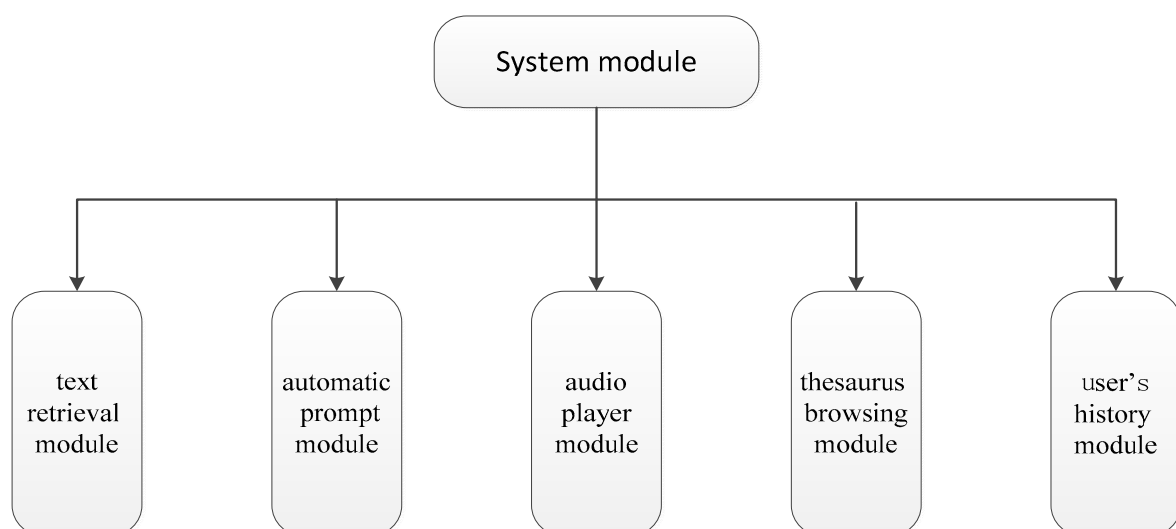 System module
text
retrieval
module
automatic
prompt
module
audio
player
module
thesaurus
browsing
module
user's
history
module